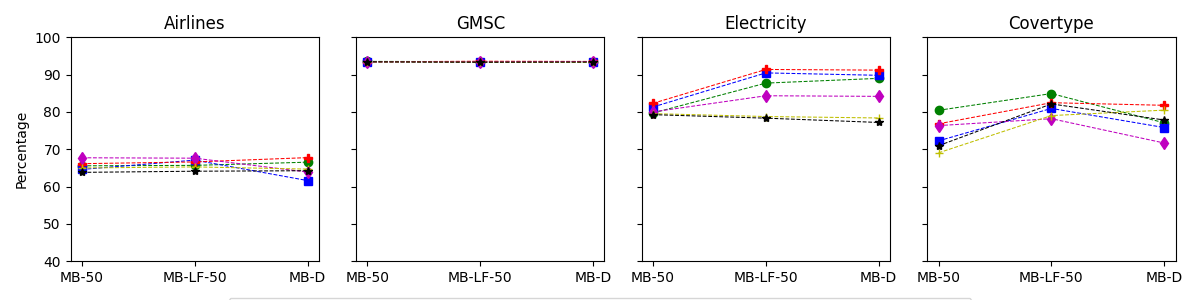 Airlines GMSC Electricity Covertype
Percentage
100
90
80
70
60
50
40
MB-50 MB-LF-50 MB-D MB-50 MB-LF-50 MB-D MB-50 MB-LF-50 MB-D MB-50 MB-LF-50 MB-D